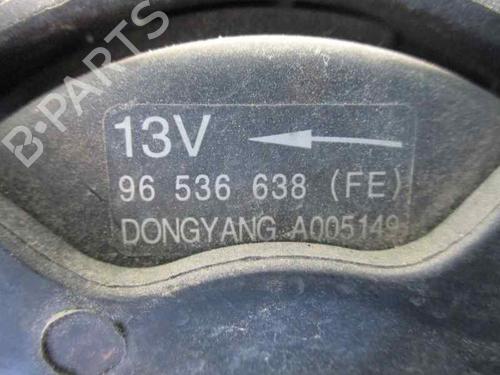 B-PARTS
13V
96 536 638 (FE)
DONGYANG A005149